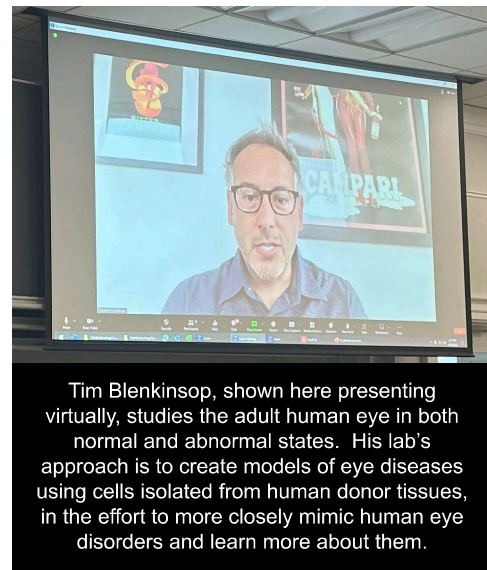 BITTER
CAMPARI
Tim Blenkinsop, shown here presenting
virtually, studies the adult human eye in both
normal and abnormal states.  His lab's
approach is to create models of eye diseases
using cells isolated from human donor tissues,
in the effort to more closely mimic human eye
disorders and learn more about them.